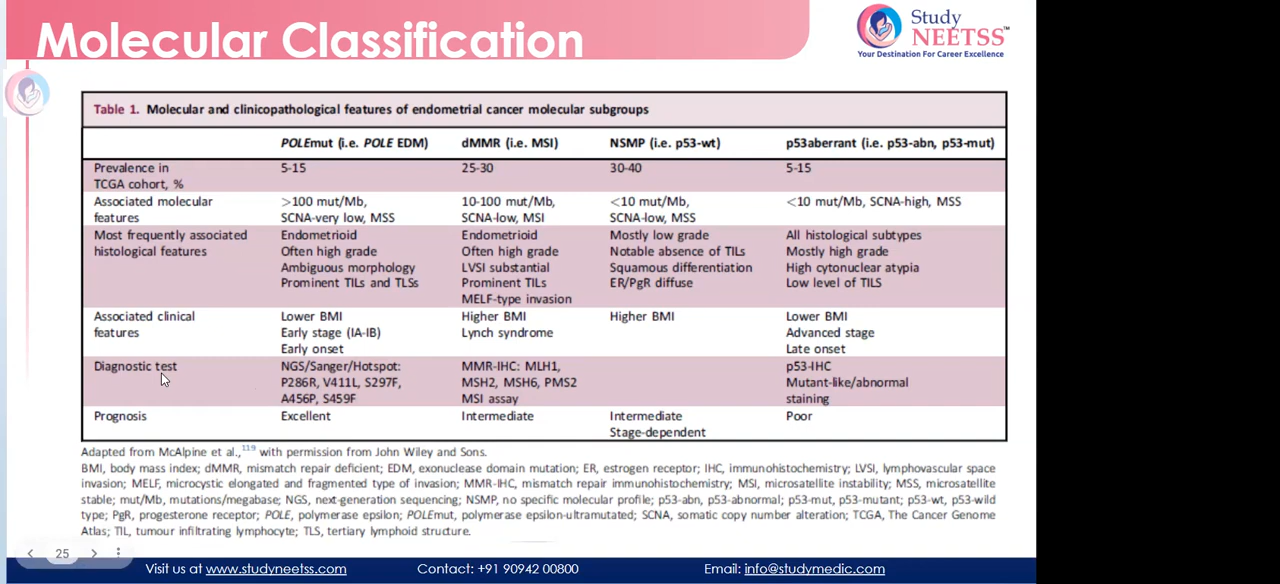 Molecular Classification
Study
NEETSS™
Your Destination For Career Excellence
Table 1. Molecular and clinicopathological features of endometrial cancer molecular subgroups
POLEmut (i.e. POLE EDM) dMMR (i.e. MSI) NSMP (i.e. p53-wt) p53aberrant (i.e. p53-abn, p53-mut)
Prevalence in 5-15 25-30 30-40 5-15
TCGA cohort, %
Associated molecular >100 mut/Mb, 10-100 mut/Mb, <10 mut/Mb, <10 mut/Mb, SCNA-high, MSS
features SCNA-very low, MSS SCNA-low, MSI SCNA-low, MSS
Most frequently associated Endometrioid Endometrioid Mostly low grade All histological subtypes
histological features Often high grade Often high grade Notable absence of TILs Mostly high grade
Ambiguous morphology LVSI substantial Squamous differentiation High cytonuclear atypia
Prominent TILs and TLSs Prominent TILs ER/PgR diffuse Low level of TILS
MELF-type invasion
Associated clinical Lower BMI Higher BMI Higher BMI Lower BMI
features Early stage (IA-IB) Lynch syndrome Advanced stage
Early onset Late onset
Diagnostic test NGS/Sanger/Hotspot: MMR-IHC: MLH1, p53-IHC
P286R, V411L, S297F, MSH2, MSH6, PMS2 Mutant-like/abnormal
A456P, S459F MSI assay staining
Prognosis Excellent Intermediate Intermediate Poor
Stage-dependent
Adapted from McAlpine et al.,119 with permission from John Wiley and Sons.
BMI, body mass index; dMMR, mismatch repair deficient; EDM, exonuclease domain mutation; ER, estrogen receptor; IHC, immunohistochemistry; LVSI, lymphovascular space
invasion; MELF, microcystic elongated and fragmented type of invasion; MMR-IHC, mismatch repair immunohistochemistry; MSI, microsatellite instability; MSS, microsatellite
stable; mut/Mb, mutations/megabase; NGS, next-generation sequencing; NSMP, no specific molecular profile; p53-abn, p53-abnormal; p53-mut, p53-mutant; p53-wt, p53-wild
type; PgR, progesterone receptor; POLE, polymerase epsilon; POLEmut, polymerase epsilon-ultramutated; SCNA, somatic copy number alteration; TCGA, The Cancer Genome
Atlas; TIL, tumour infiltrating lymphocyte; TLS, tertiary lymphoid structure.
25
Visit us at www.studyneetss.com Contact: +91 90942 00800 Email: info@studymedic.com